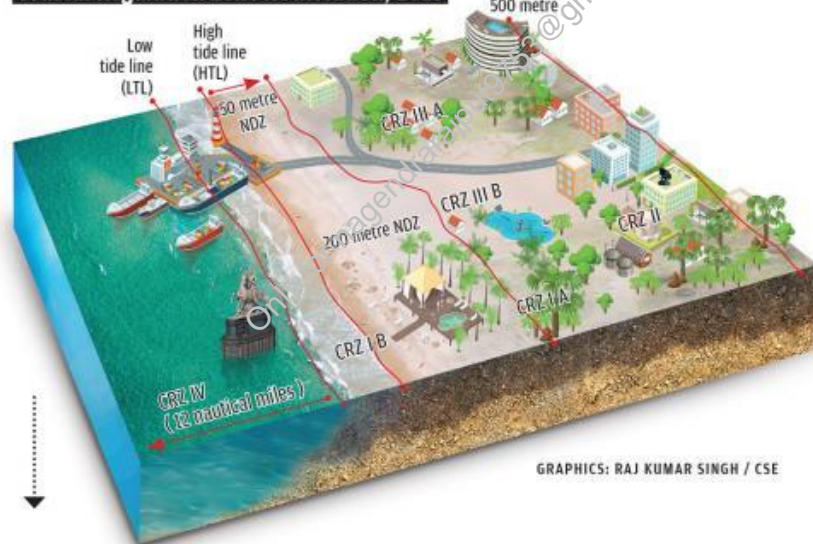 500 metre
Low
tide line
(LTL)
High
tide line
(HTL)
50 metre
NDZ
CRZ III A
CRZ III B
CRZ II
200 metre NDZ
CRZ I A
CRZ I B
CRZ IV
(12 nautical miles)
GRAPHICS: RAJ KUMAR SINGH / CSE